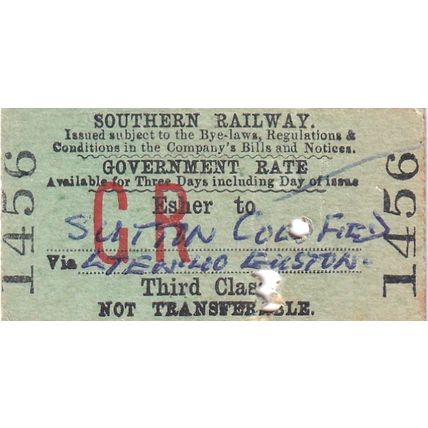 SOUTHERN RAILWAY.
Issued subject to the Bye-laws, Regulations &
Conditions in the Company's Bills and Notices.
GOVERNMENT RATE
Available for Three Days including Day of issue
Esher to
GR
SUTTON
Via EUSTON.
Third Class
NOT TRANSFERABLE.
1456
1456